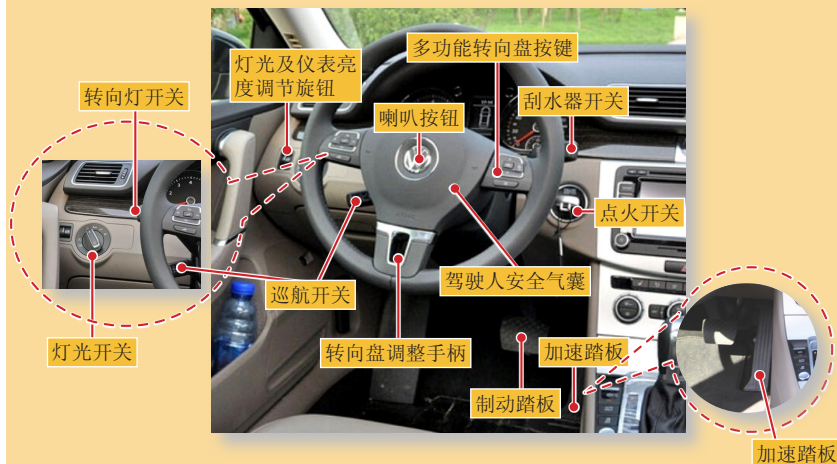 多功能转向盘按键
灯光及仪表亮
度调节旋钮
转向灯开关
刮水器开关
喇叭按钮
点火开关
巡航开关
驾驶人安全气囊
灯光开关
转向盘调整手柄
加速踏板
制动踏板
加速踏板